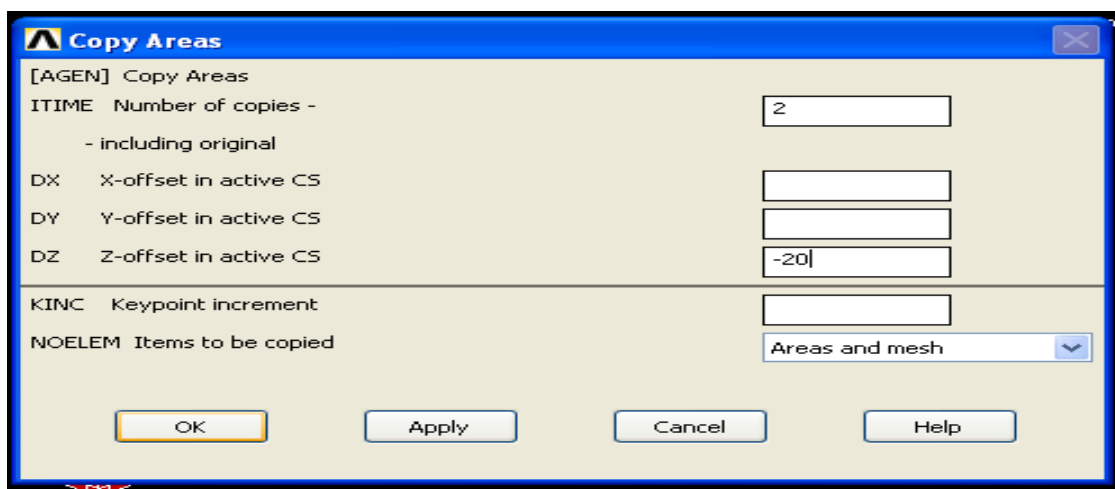 Copy Areas
[AGEN] Copy Areas
ITIME Number of copies - 2
- including original
DX X-offset in active CS
DY Y-offset in active CS
DZ Z-offset in active CS -20
KINC Keypoint increment
NOELEM Items to be copied Areas and mesh
OK Apply Cancel Help